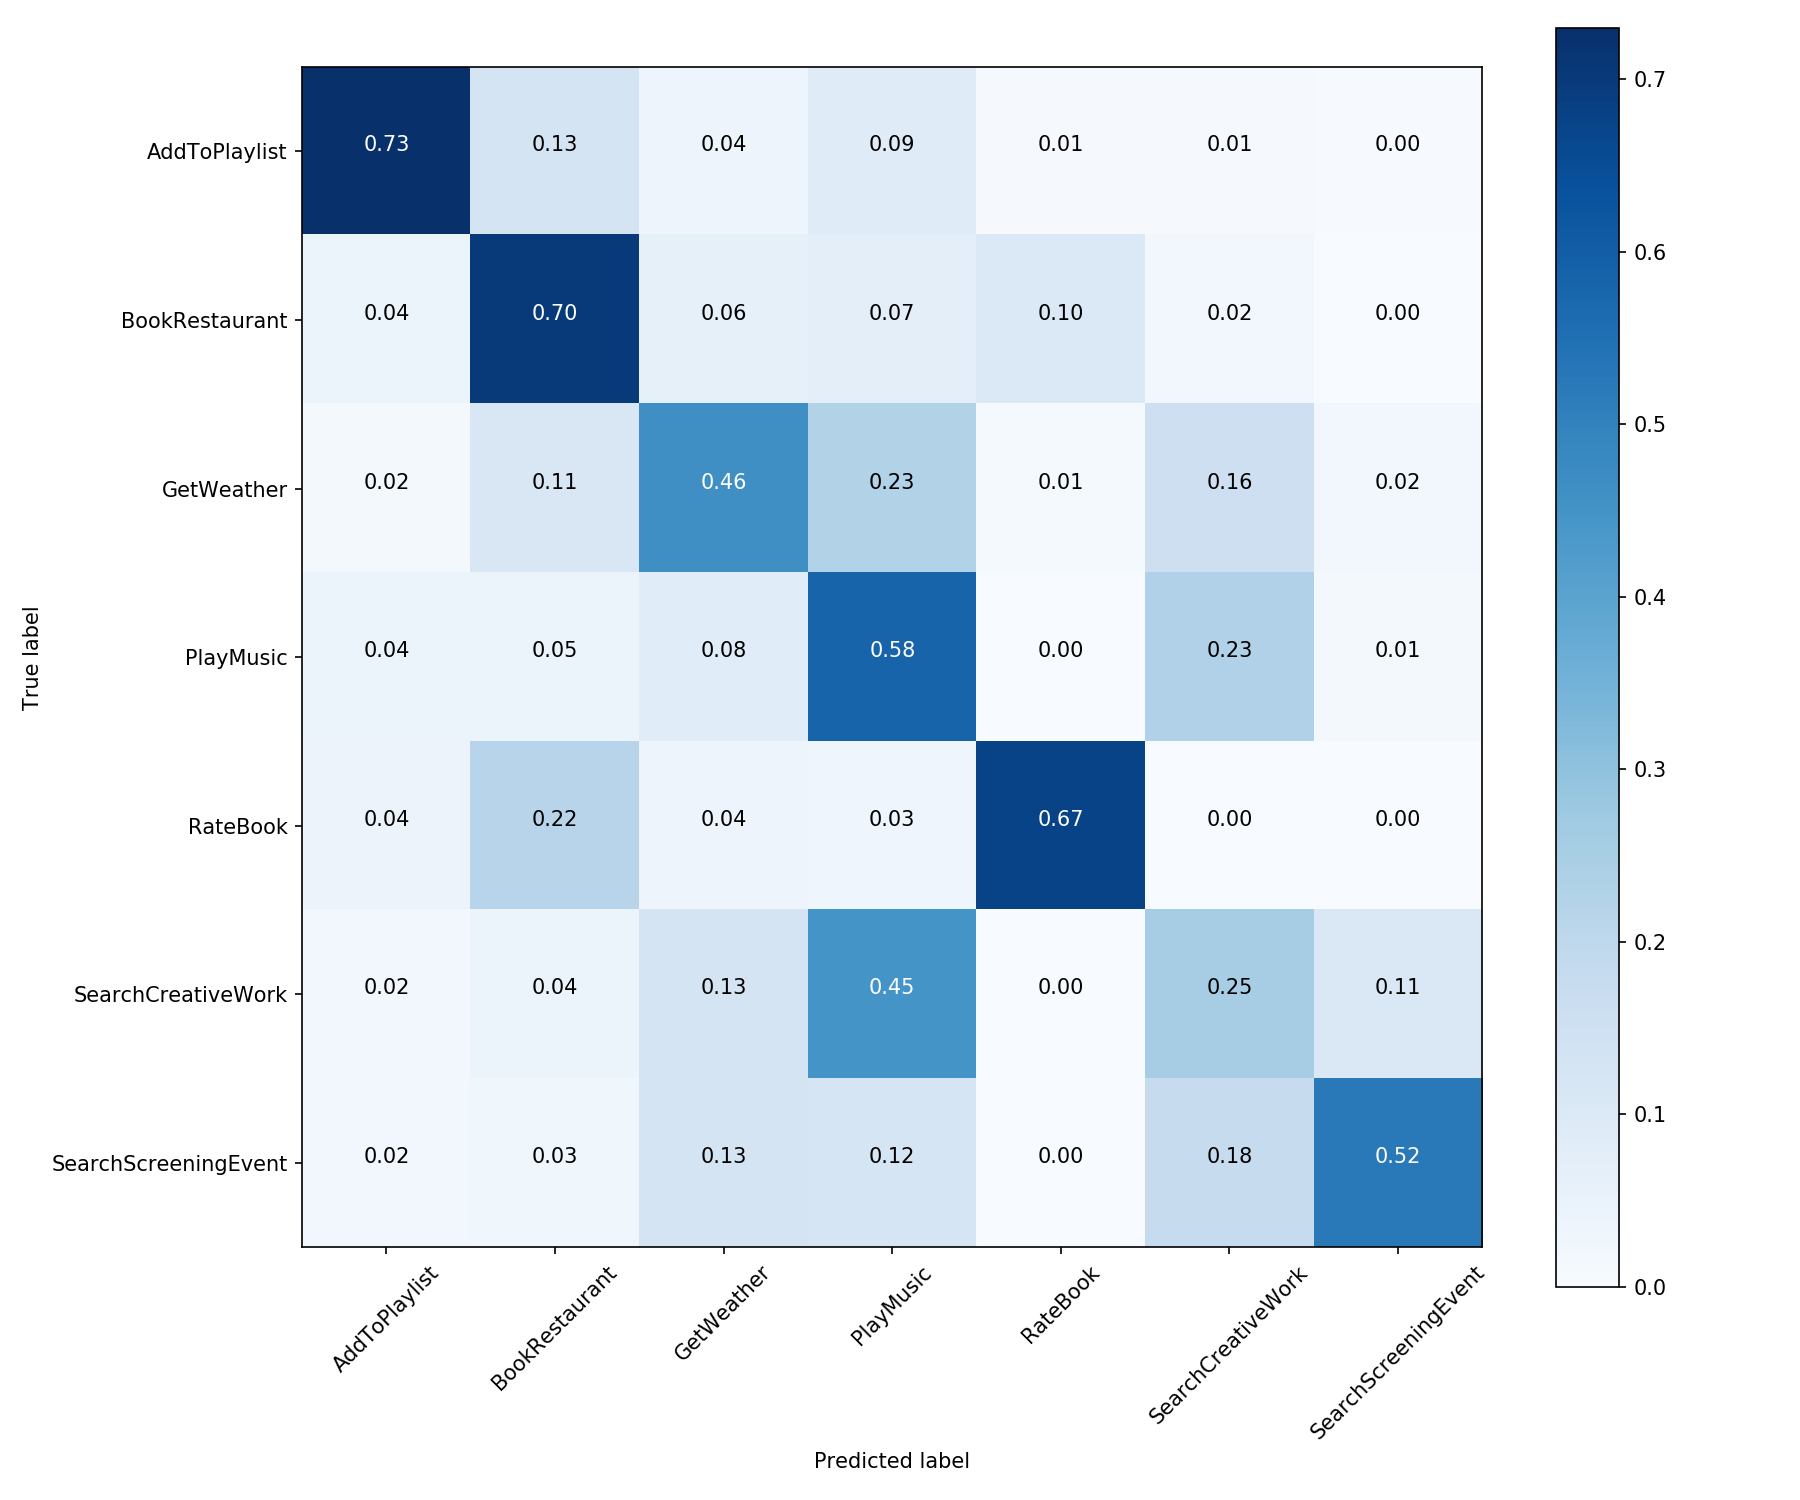 AddToPlaylist 0.73 0.13 0.04 0.09 0.01 0.01 0.00
BookRestaurant 0.04 0.70 0.06 0.07 0.10 0.02 0.00
GetWeather 0.02 0.11 0.46 0.23 0.01 0.16 0.02
PlayMusic 0.04 0.05 0.08 0.58 0.00 0.23 0.01
RateBook 0.04 0.22 0.04 0.03 0.67 0.00 0.00
SearchCreativeWork 0.02 0.04 0.13 0.45 0.00 0.25 0.11
SearchScreeningEvent 0.02 0.03 0.13 0.12 0.00 0.18 0.52
True label
AddToPlaylist BookRestaurant GetWeather PlayMusic RateBook SearchCreativeWork SearchScreeningEvent
Predicted label
0.7
0.6
0.5
0.4
0.3
0.2
0.1
0.0